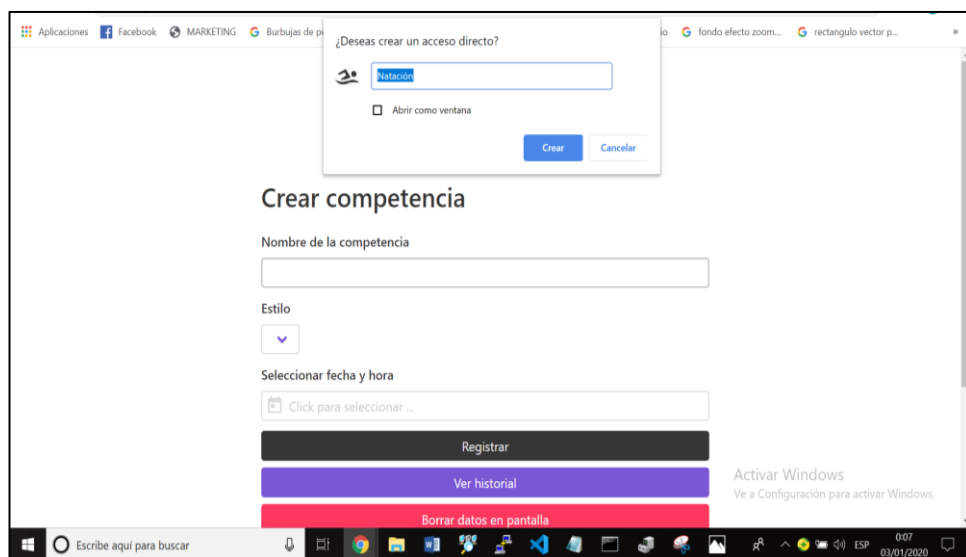 Aplicaciones Facebook MARKETING Burbujas de p io fondo efecto zoom... rectangulo vector p... »
¿Deseas crear un acceso directo?
Natación
Abrir como ventana
Crear Cancelar
Crear competencia
Nombre de la competencia
Estilo
Seleccionar fecha y hora
Click para seleccionar ...
Registrar
Ver historial
Borrar datos en pantalla
Activar Windows
Ve a Configuración para activar Windows.
Escribe aquí para buscar ESP 0:07
03/01/2020